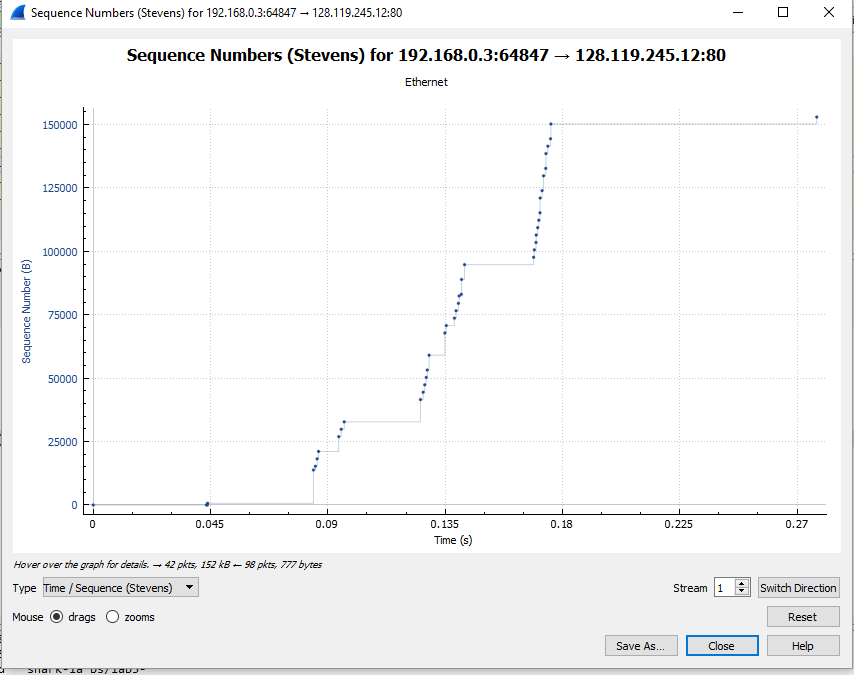 Sequence Numbers (Stevens) for 192.168.0.3:64847 → 128.119.245.12:80
Sequence Numbers (Stevens) for 192.168.0.3:64847 → 128.119.245.12:80
Ethernet
150000
125000
100000
75000
50000
25000
0
Sequence Number (B)
0 0.045 0.09 0.135 0.18 0.225 0.27
Time (s)
Hover over the graph for details. → 42 pkts, 152 kB ← 98 pkts, 777 bytes
Type Time / Sequence (Stevens) Stream 1 Switch Direction
Mouse drags zooms Reset
Save As... Close Help